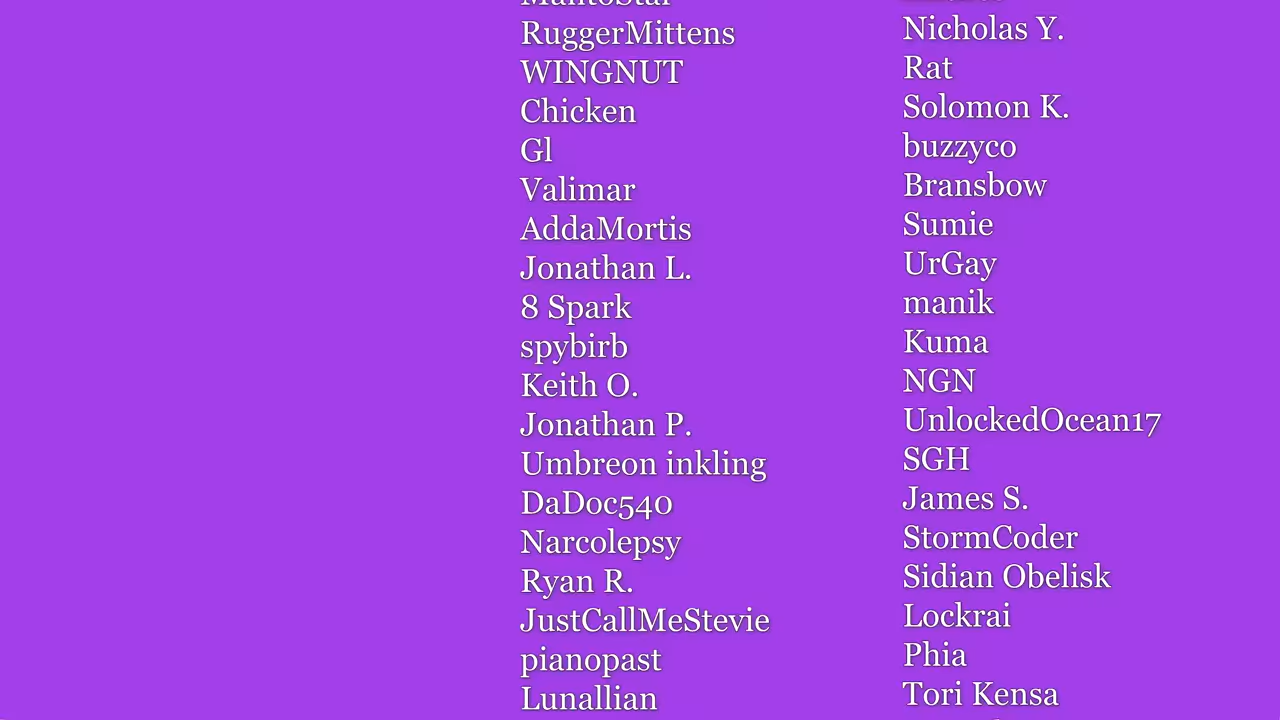 RuggerMittens
WINGNUT
Chicken
Gl
Valimar
AddaMortis
Jonathan L.
8 Spark
spybirb
Keith O.
Jonathan P.
Umbreon inkling
DaDoc540
Narcolepsy
Ryan R.
JustCallMeStevie
pianopast
Lunallian
Nicholas Y.
Rat
Solomon K.
buzzyco
Bransbow
Sumie
UrGay
manik
Kuma
NGN
UnlockedOcean17
SGH
James S.
StormCoder
Sidian Obelisk
Lockrai
Phia
Tori Kensa